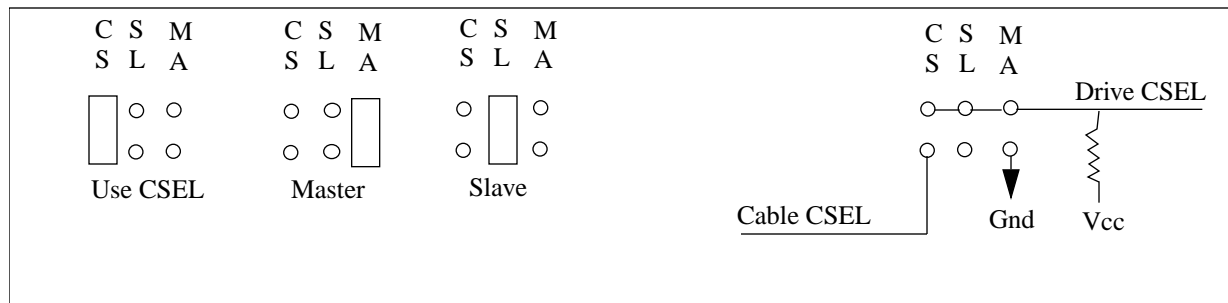 C S M
S L A
C S M
S L A
C S M
S L A
C S M
S L A
Drive CSEL
Use CSEL
Master
Slave
Cable CSEL
Gnd
Vcc